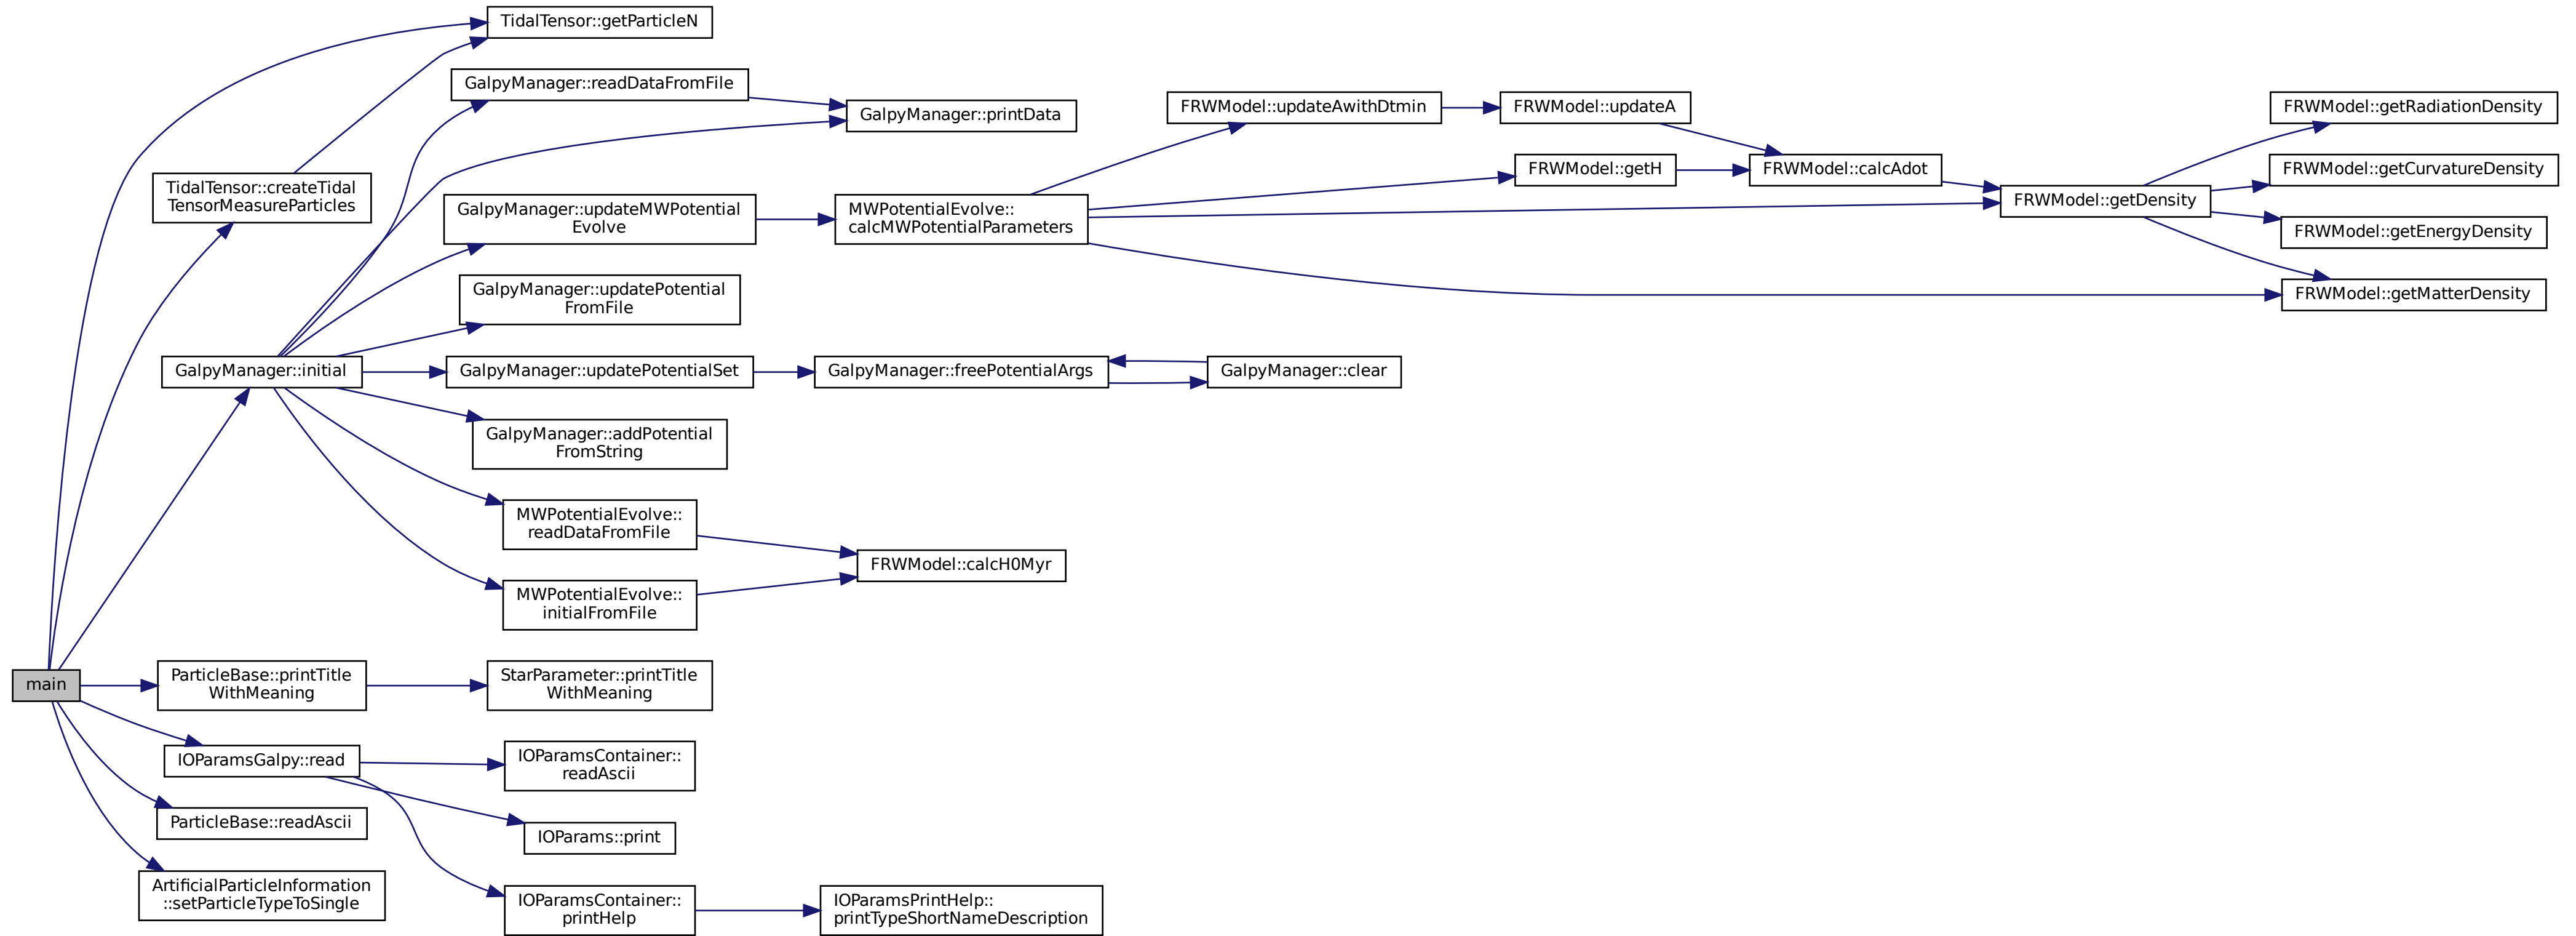 TidalTensor::getParticleN
GalpyManager::readDataFromFile
GalpyManager::printData
FRWModel::updateAwithDtmin
FRWModel::updateA
FRWModel::getRadiationDensity
TidalTensor::createTidal
TensorMeasureParticles
GalpyManager::updateMWPotential
Evolve
MWPotentialEvolve::
calcMWPotentialParameters
FRWModel::getH
FRWModel::calcAdot
FRWModel::getDensity
FRWModel::getCurvatureDensity
FRWModel::getEnergyDensity
FRWModel::getMatterDensity
GalpyManager::updatePotential
FromFile
GalpyManager::initial
GalpyManager::updatePotentialSet
GalpyManager::freePotentialArgs
GalpyManager::clear
GalpyManager::addPotential
FromString
MWPotentialEvolve::
readDataFromFile
FRWModel::calcH0Myr
MWPotentialEvolve::
initialFromFile
main
ParticleBase::printTitle
WithMeaning
StarParameter::printTitle
WithMeaning
IOParamsGalpy::read
IOParamsContainer::
readAscii
ParticleBase::readAscii
IOParams::print
ArtificialParticleInformation
::setParticleTypeToSingle
IOParamsContainer::
printHelp
IOParamsPrintHelp::
printTypeShortNameDescription